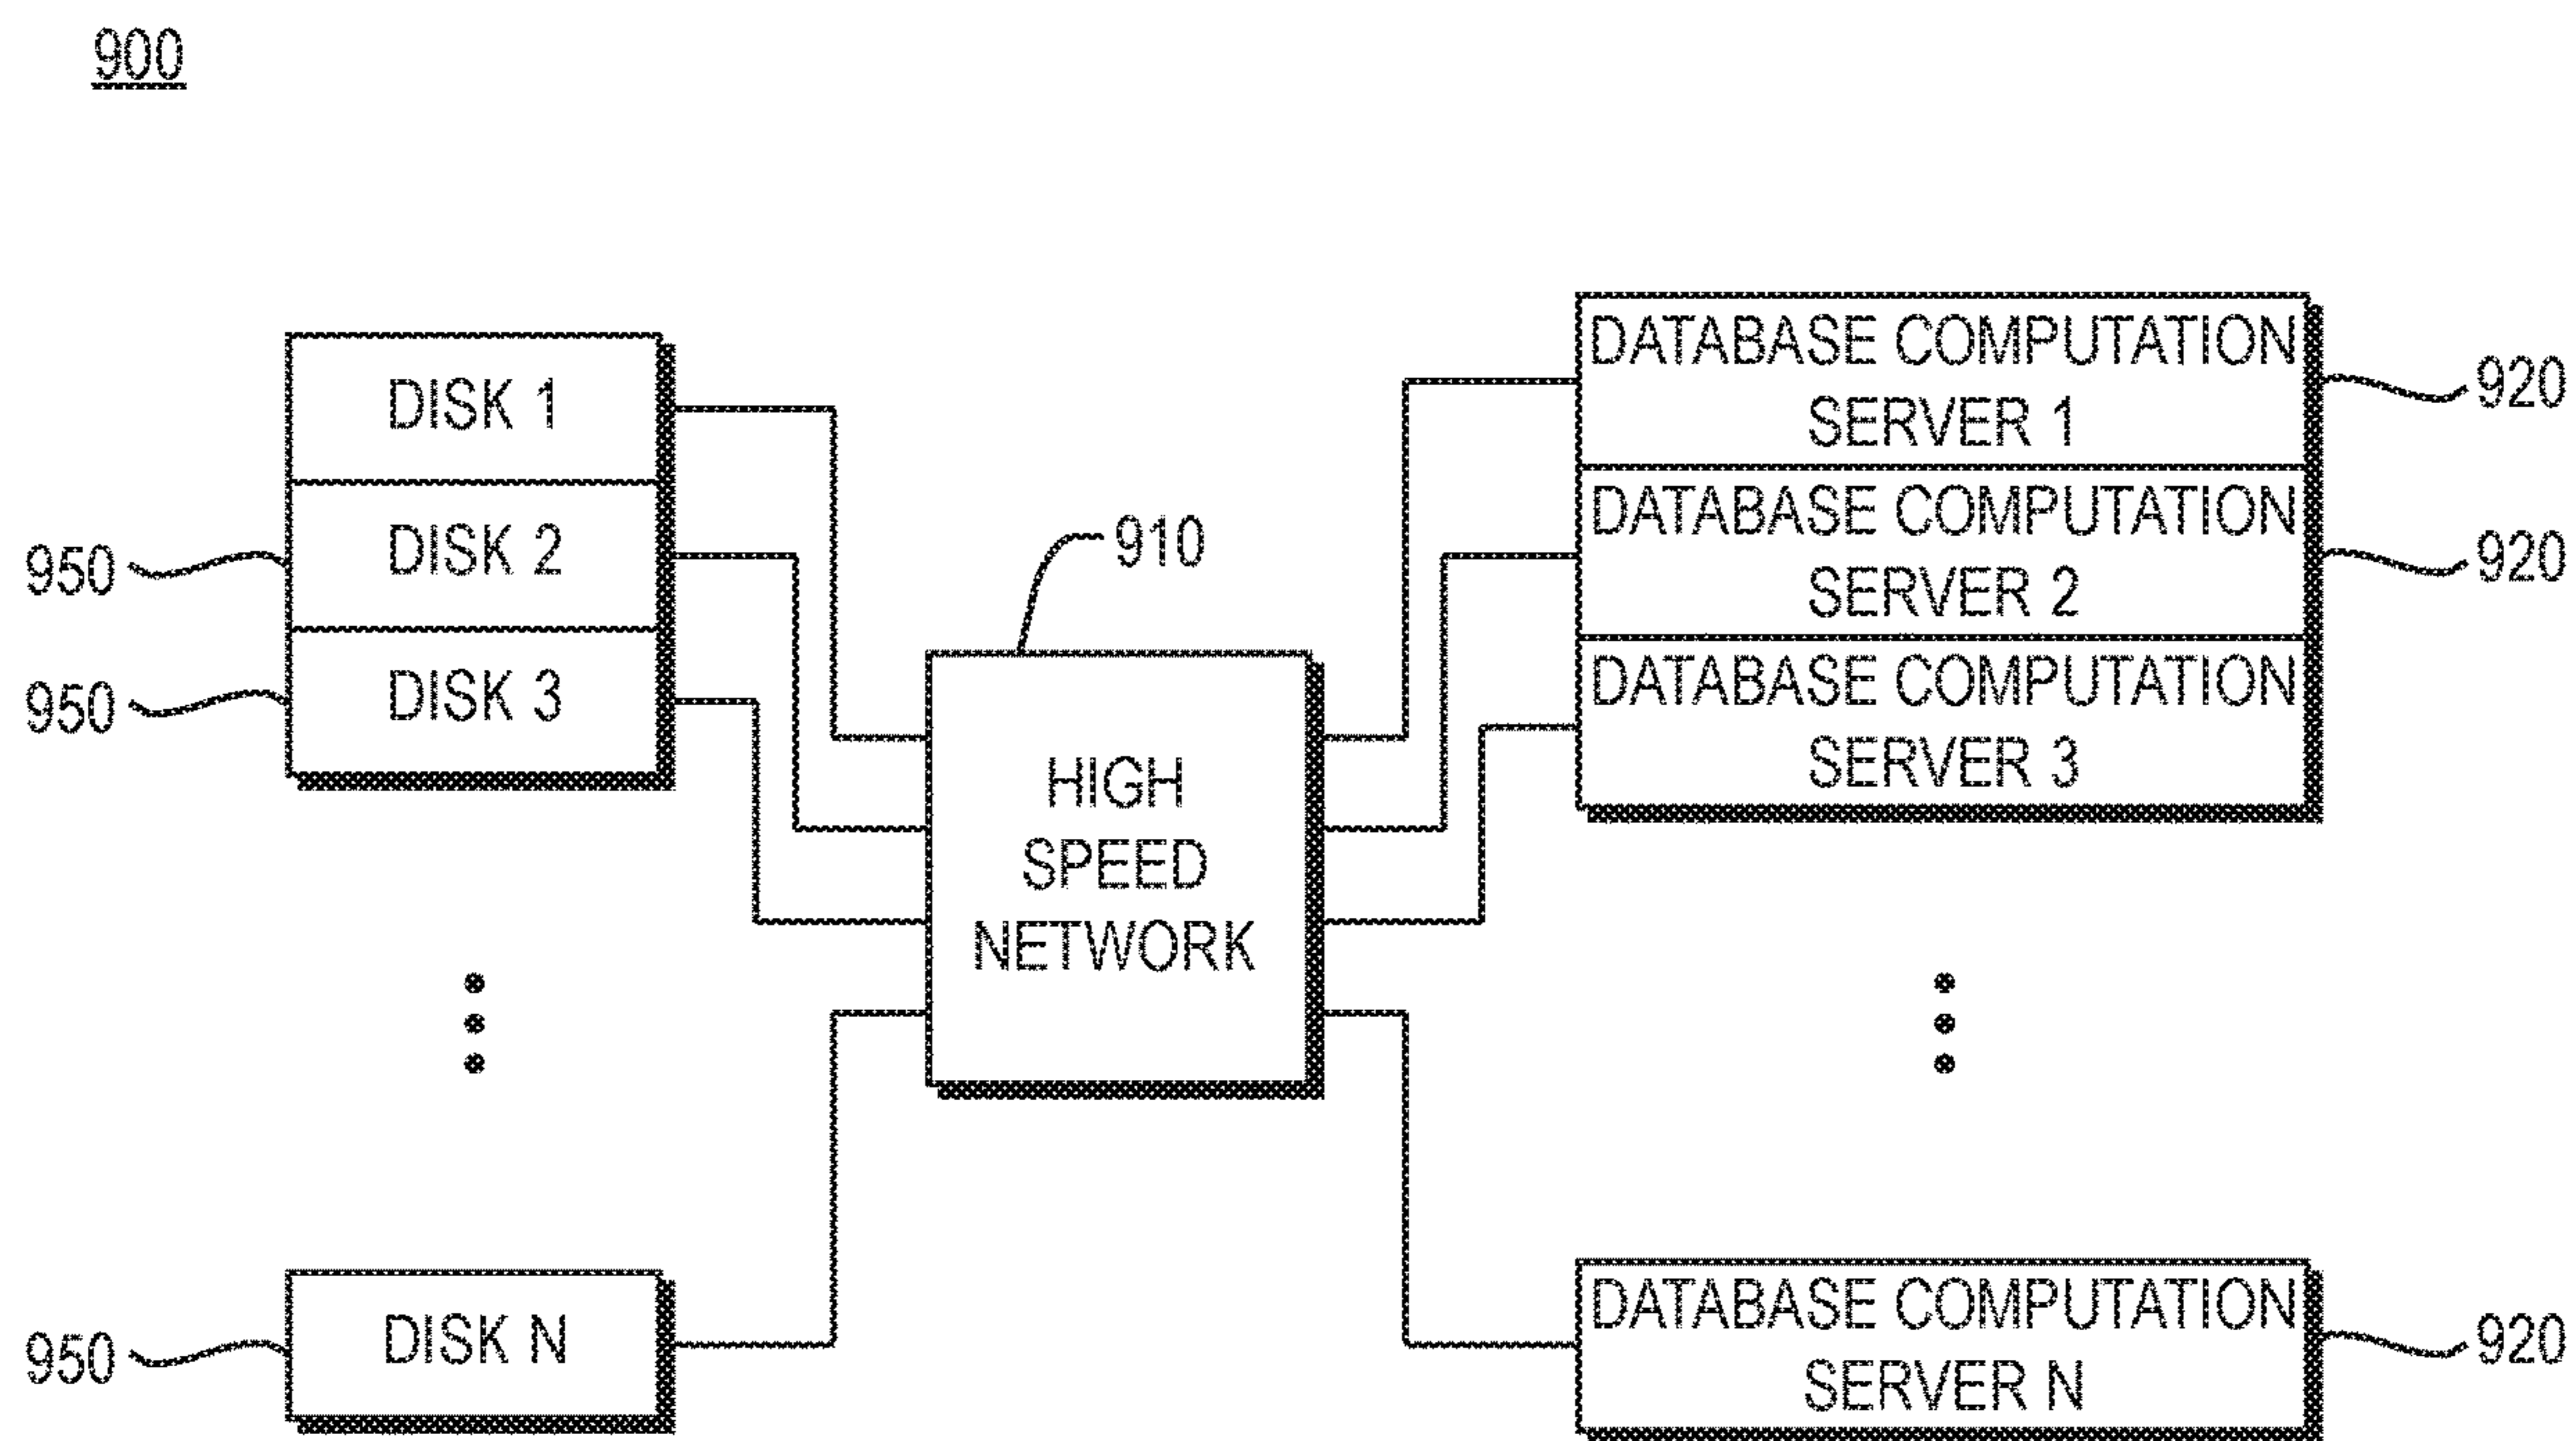 900
DISK 1
DISK 2
DISK 3
950
950
910
HIGH
SPEED
NETWORK
DATABASE COMPUTATION
SERVER 1
DATABASE COMPUTATION
SERVER 2
DATABASE COMPUTATION
SERVER 3
920
920
950
DISK N
DATABASE COMPUTATION
SERVER N
920